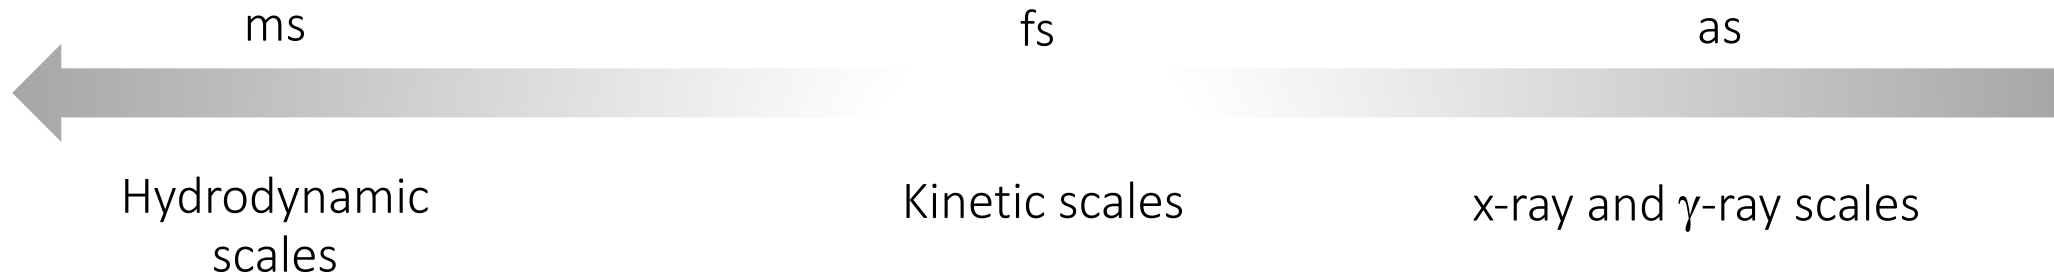 ms
fs
as
Hydrodynamic
scales
Kinetic scales
x-ray and γ-ray scales